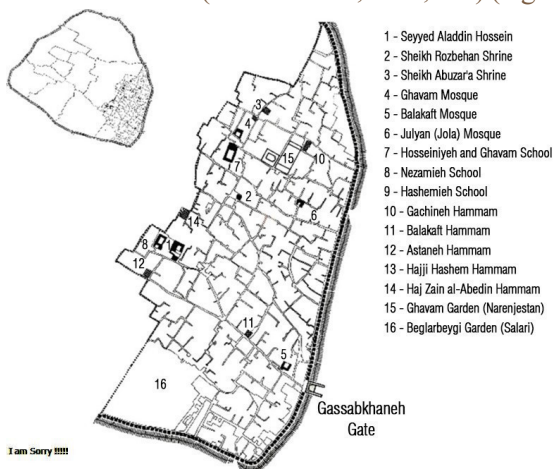 1 - Seyyed Aladdin Hossein
2 - Sheikh Rozbehan Shrine
3 - Sheikh Abuzar'a Shrine
4 - Ghavam Mosque
5 - Balakaft Mosque
6 - Julyan (Jola) Mosque
7 - Hosseiniyeh and Ghavam School
8 - Nezamieh School
9 - Hashemieh School
10 - Gachineh Hammam
11 - Balakaft Hammam
12 - Astaneh Hammam
13 - Hajji Hashem Hammam
14 - Haj Zain al-Abedin Hammam
15 - Ghavam Garden (Narenjestan)
16 - Beglarbeygi Garden (Salari)
3
4
10
15
7
2
6
14
8
1
12
11
5
16
Gassabkhaneh
Gate
I am Sorry !!!!!